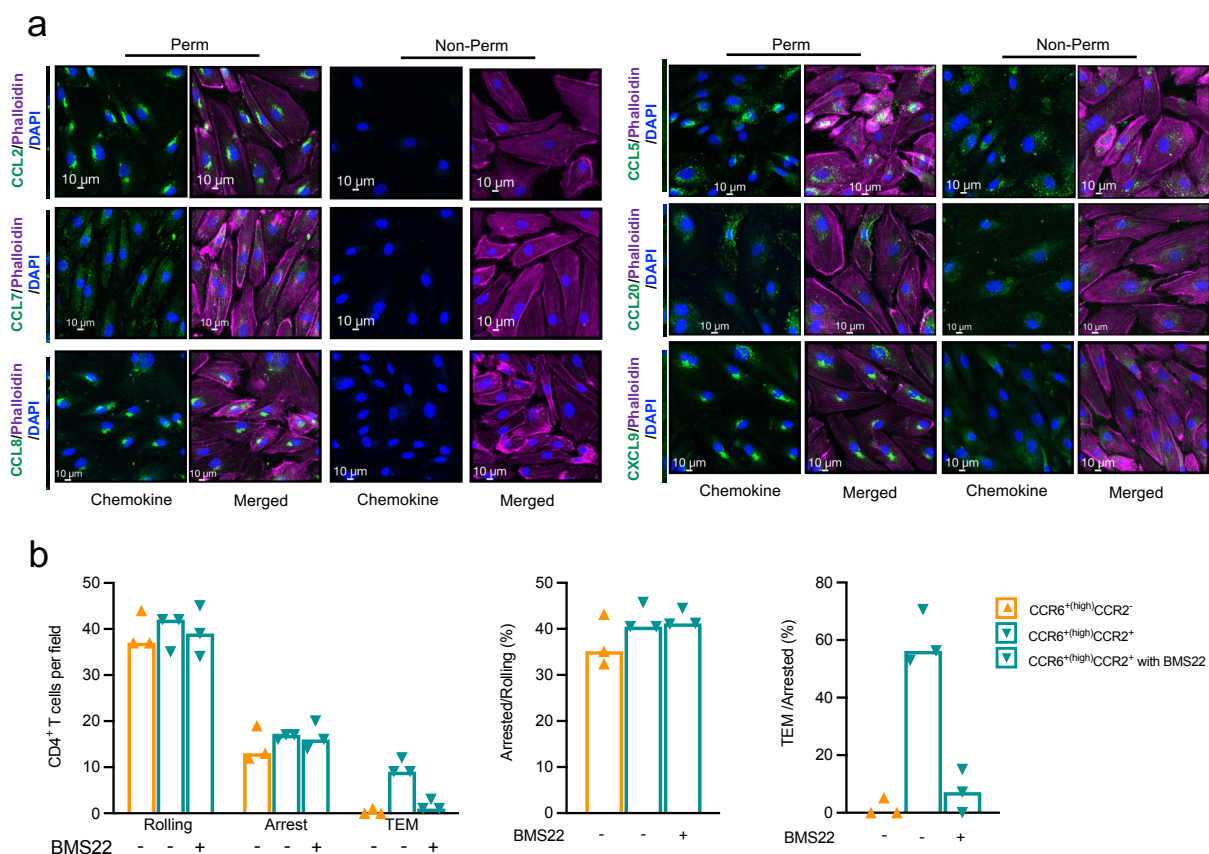 a
Perm
Non-Perm
Perm
Non-Perm
CCL2/Phalloidin
/DAPI
10 µm
10 µm
10 µm
10 µm
CCL5/Phalloidin
/DAPI
10 µm
10 µm
10 µm
10 µm
CCL7/Phalloidin
/DAPI
10 µm
10 µm
10 µm
10 µm
CCL20/Phalloidin
/DAPI
10 µm
10 µm
10 µm
10 µm
CCL8/Phalloidin
/DAPI
10 µm
10 µm
10 µm
10 µm
CXCL9/Phalloidin
/DAPI
10 µm
10 µm
10 µm
10 µm
Chemokine Merged Chemokine Merged
Chemokine Merged Chemokine Merged
b
CD4⁺ T cells per field
50
40
30
20
10
0
Rolling Arrest TEM
BMS22 - - + - - + - - +
Arrested/Rolling (%)
50
40
30
20
10
0
BMS22 - - +
TEM /Arrested (%)
80
60
40
20
0
BMS22 - - +
CCR6⁺⁽ʰⁱᵍʰ⁾CCR2⁻
CCR6⁺⁽ʰⁱᵍʰ⁾CCR2⁺
CCR6⁺⁽ʰⁱᵍʰ⁾CCR2⁺ with BMS22